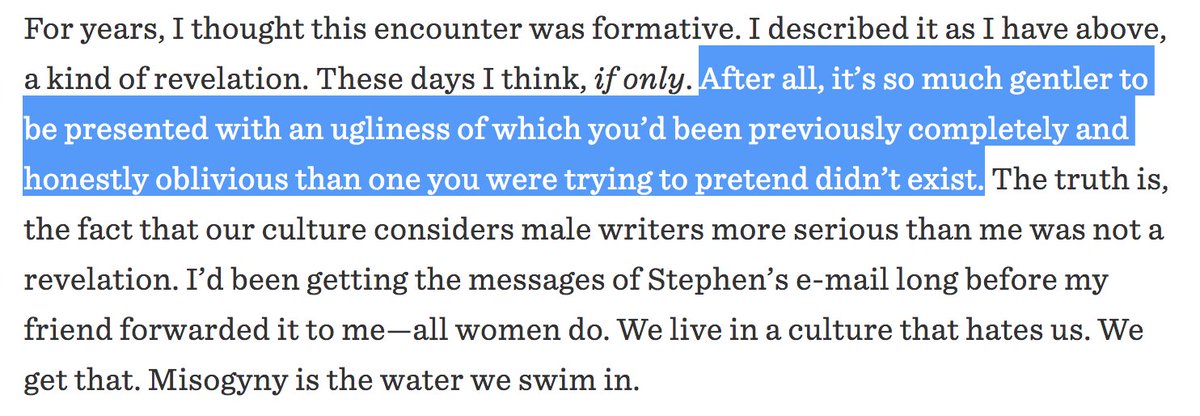 For years, I thought this encounter was formative. I described it as I have above,
a kind of revelation. These days I think, if only. After all, it’s so much gentler to
be presented with an ugliness of which you’d been previously completely and
honestly oblivious than one you were trying to pretend didn’t exist. The truth is,
the fact that our culture considers male writers more serious than me was not a
revelation. I’d been getting the messages of Stephen’s e-mail long before my
friend forwarded it to me—all women do. We live in a culture that hates us. We
get that. Misogyny is the water we swim in.